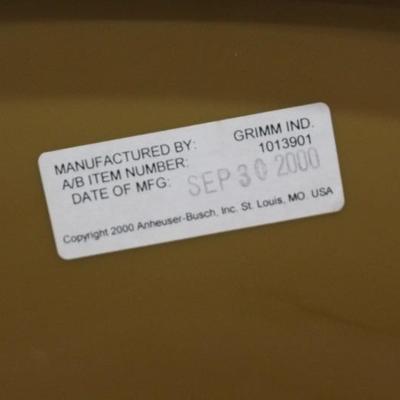 MANUFACTURED BY: GRIMM IND.
A/B ITEM NUMBER: 1013901
DATE OF MFG: SEP 30 2000
Copyright 2000 Anheuser-Busch, Inc. St. Louis, MO USA